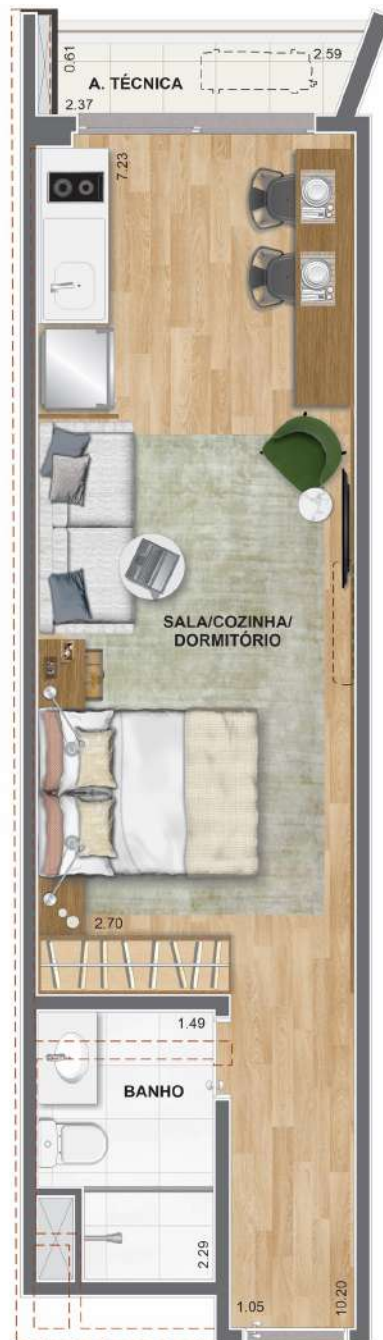 0.61
2.59
A. TÉCNICA
2.37
7.23
SALA/COZINHA/
DORMITÓRIO
2.70
1.49
BANHO
2.29
1.05
10.20